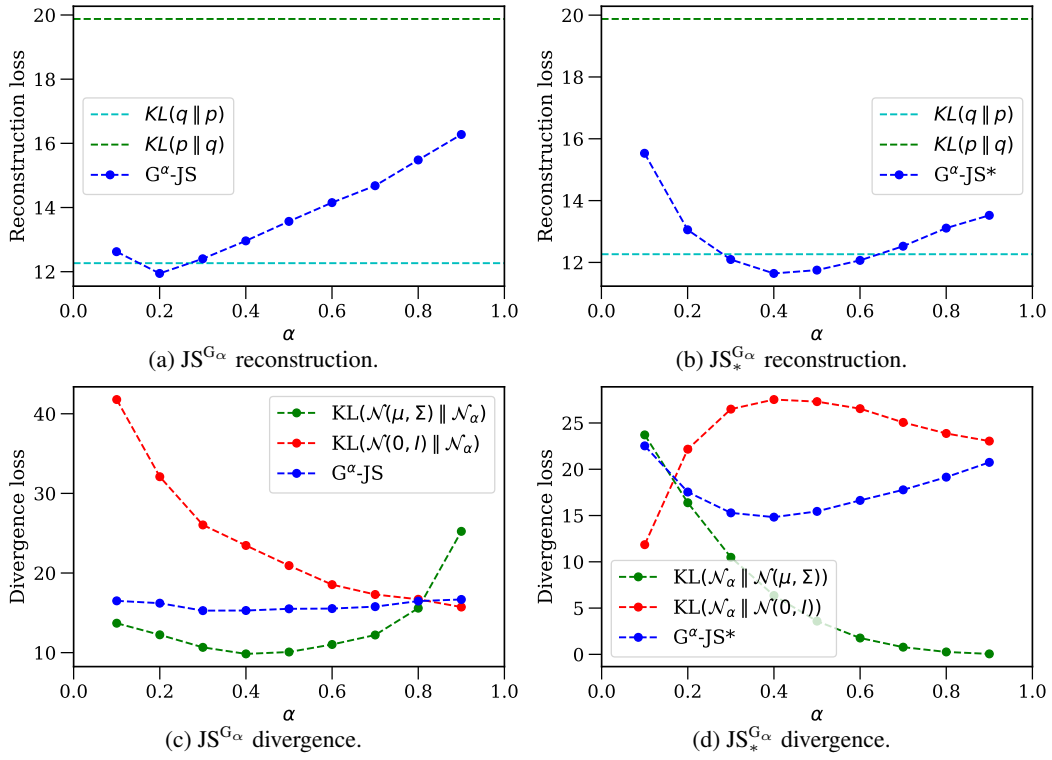 20
18
16
14
12
Reconstruction loss
KL(q ∥ p)
KL(p ∥ q)
G^α-JS
0.0 0.2 0.4 0.6 0.8 1.0
α
(a) JS^{G_α} reconstruction.
20
18
16
14
12
Reconstruction loss
KL(q ∥ p)
KL(p ∥ q)
G^α-JS*
0.0 0.2 0.4 0.6 0.8 1.0
α
(b) JS_*^{G_α} reconstruction.
40
30
20
10
Divergence loss
KL(𝒩(μ, Σ) ∥ 𝒩_α)
KL(𝒩(0, I) ∥ 𝒩_α)
G^α-JS
0.0 0.2 0.4 0.6 0.8 1.0
α
(c) JS^{G_α} divergence.
25
20
15
10
5
0
Divergence loss
KL(𝒩_α ∥ 𝒩(μ, Σ))
KL(𝒩_α ∥ 𝒩(0, I))
G^α-JS*
0.0 0.2 0.4 0.6 0.8 1.0
α
(d) JS_*^{G_α} divergence.